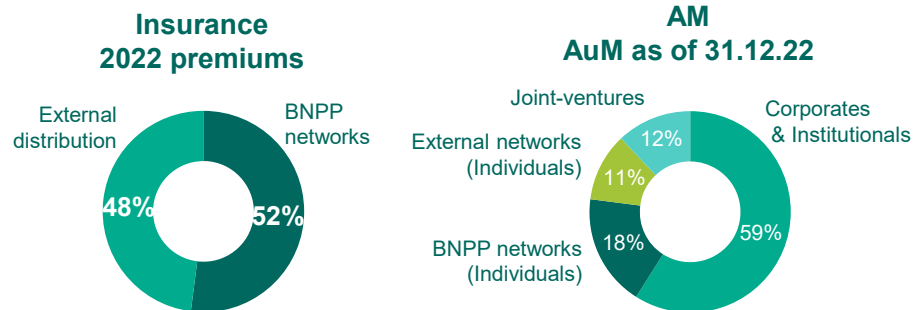 Insurance
2022 premiums
External
distribution
BNPP
networks
48%
52%
AM
AuM as of 31.12.22
Joint-ventures
Corporates
& Institutionals
External networks
(Individuals)
BNPP networks
(Individuals)
12%
11%
18%
59%